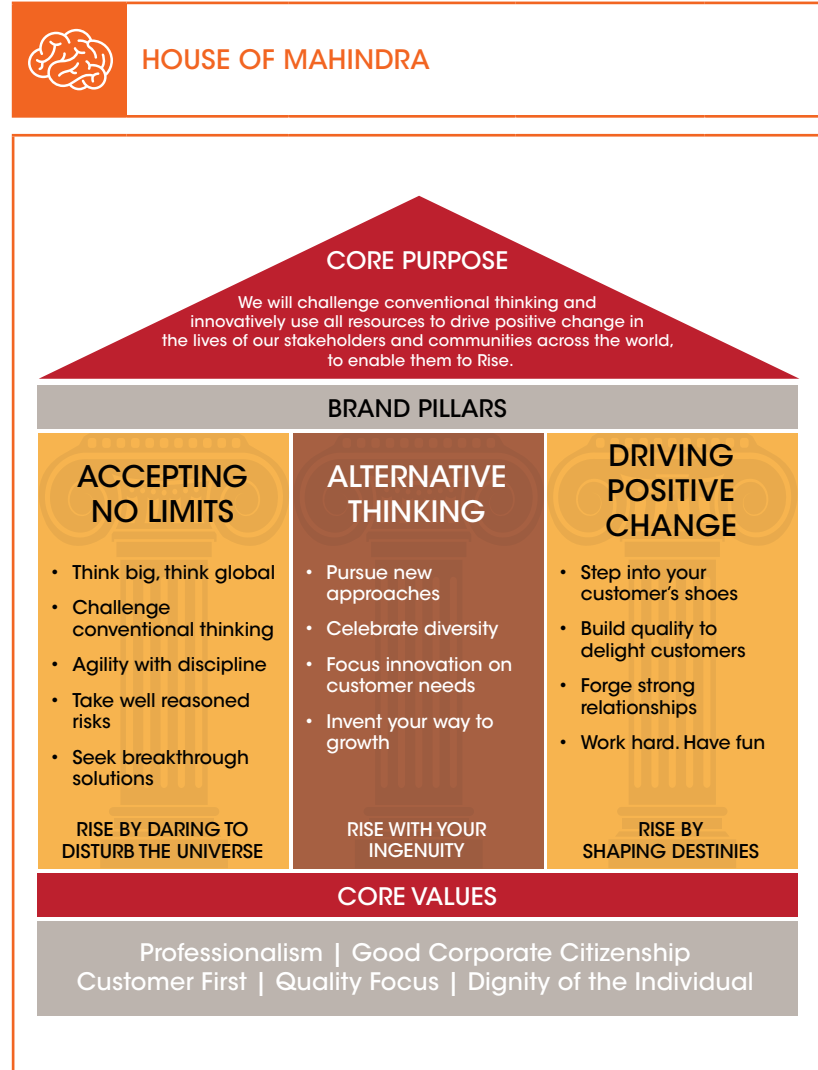 HOUSE OF MAHINDRA
CORE PURPOSE
We will challenge conventional thinking and
innovatively use all resources to drive positive change in
the lives of our stakeholders and communities across the world,
to enable them to Rise.
BRAND PILLARS
ACCEPTING
NO LIMITS
• Think big, think global
• Challenge
conventional thinking
• Agility with discipline
• Take well reasoned
risks
• Seek breakthrough
solutions
RISE BY DARING TO
DISTURB THE UNIVERSE
ALTERNATIVE
THINKING
• Pursue new
approaches
• Celebrate diversity
• Focus innovation on
customer needs
• Invent your way to
growth
RISE WITH YOUR
INGENUITY
DRIVING
POSITIVE
CHANGE
• Step into your
customer's shoes
• Build quality to
delight customers
• Forge strong
relationships
• Work hard. Have fun
RISE BY
SHAPING DESTINIES
CORE VALUES
Professionalism | Good Corporate Citizenship
Customer First | Quality Focus | Dignity of the Individual